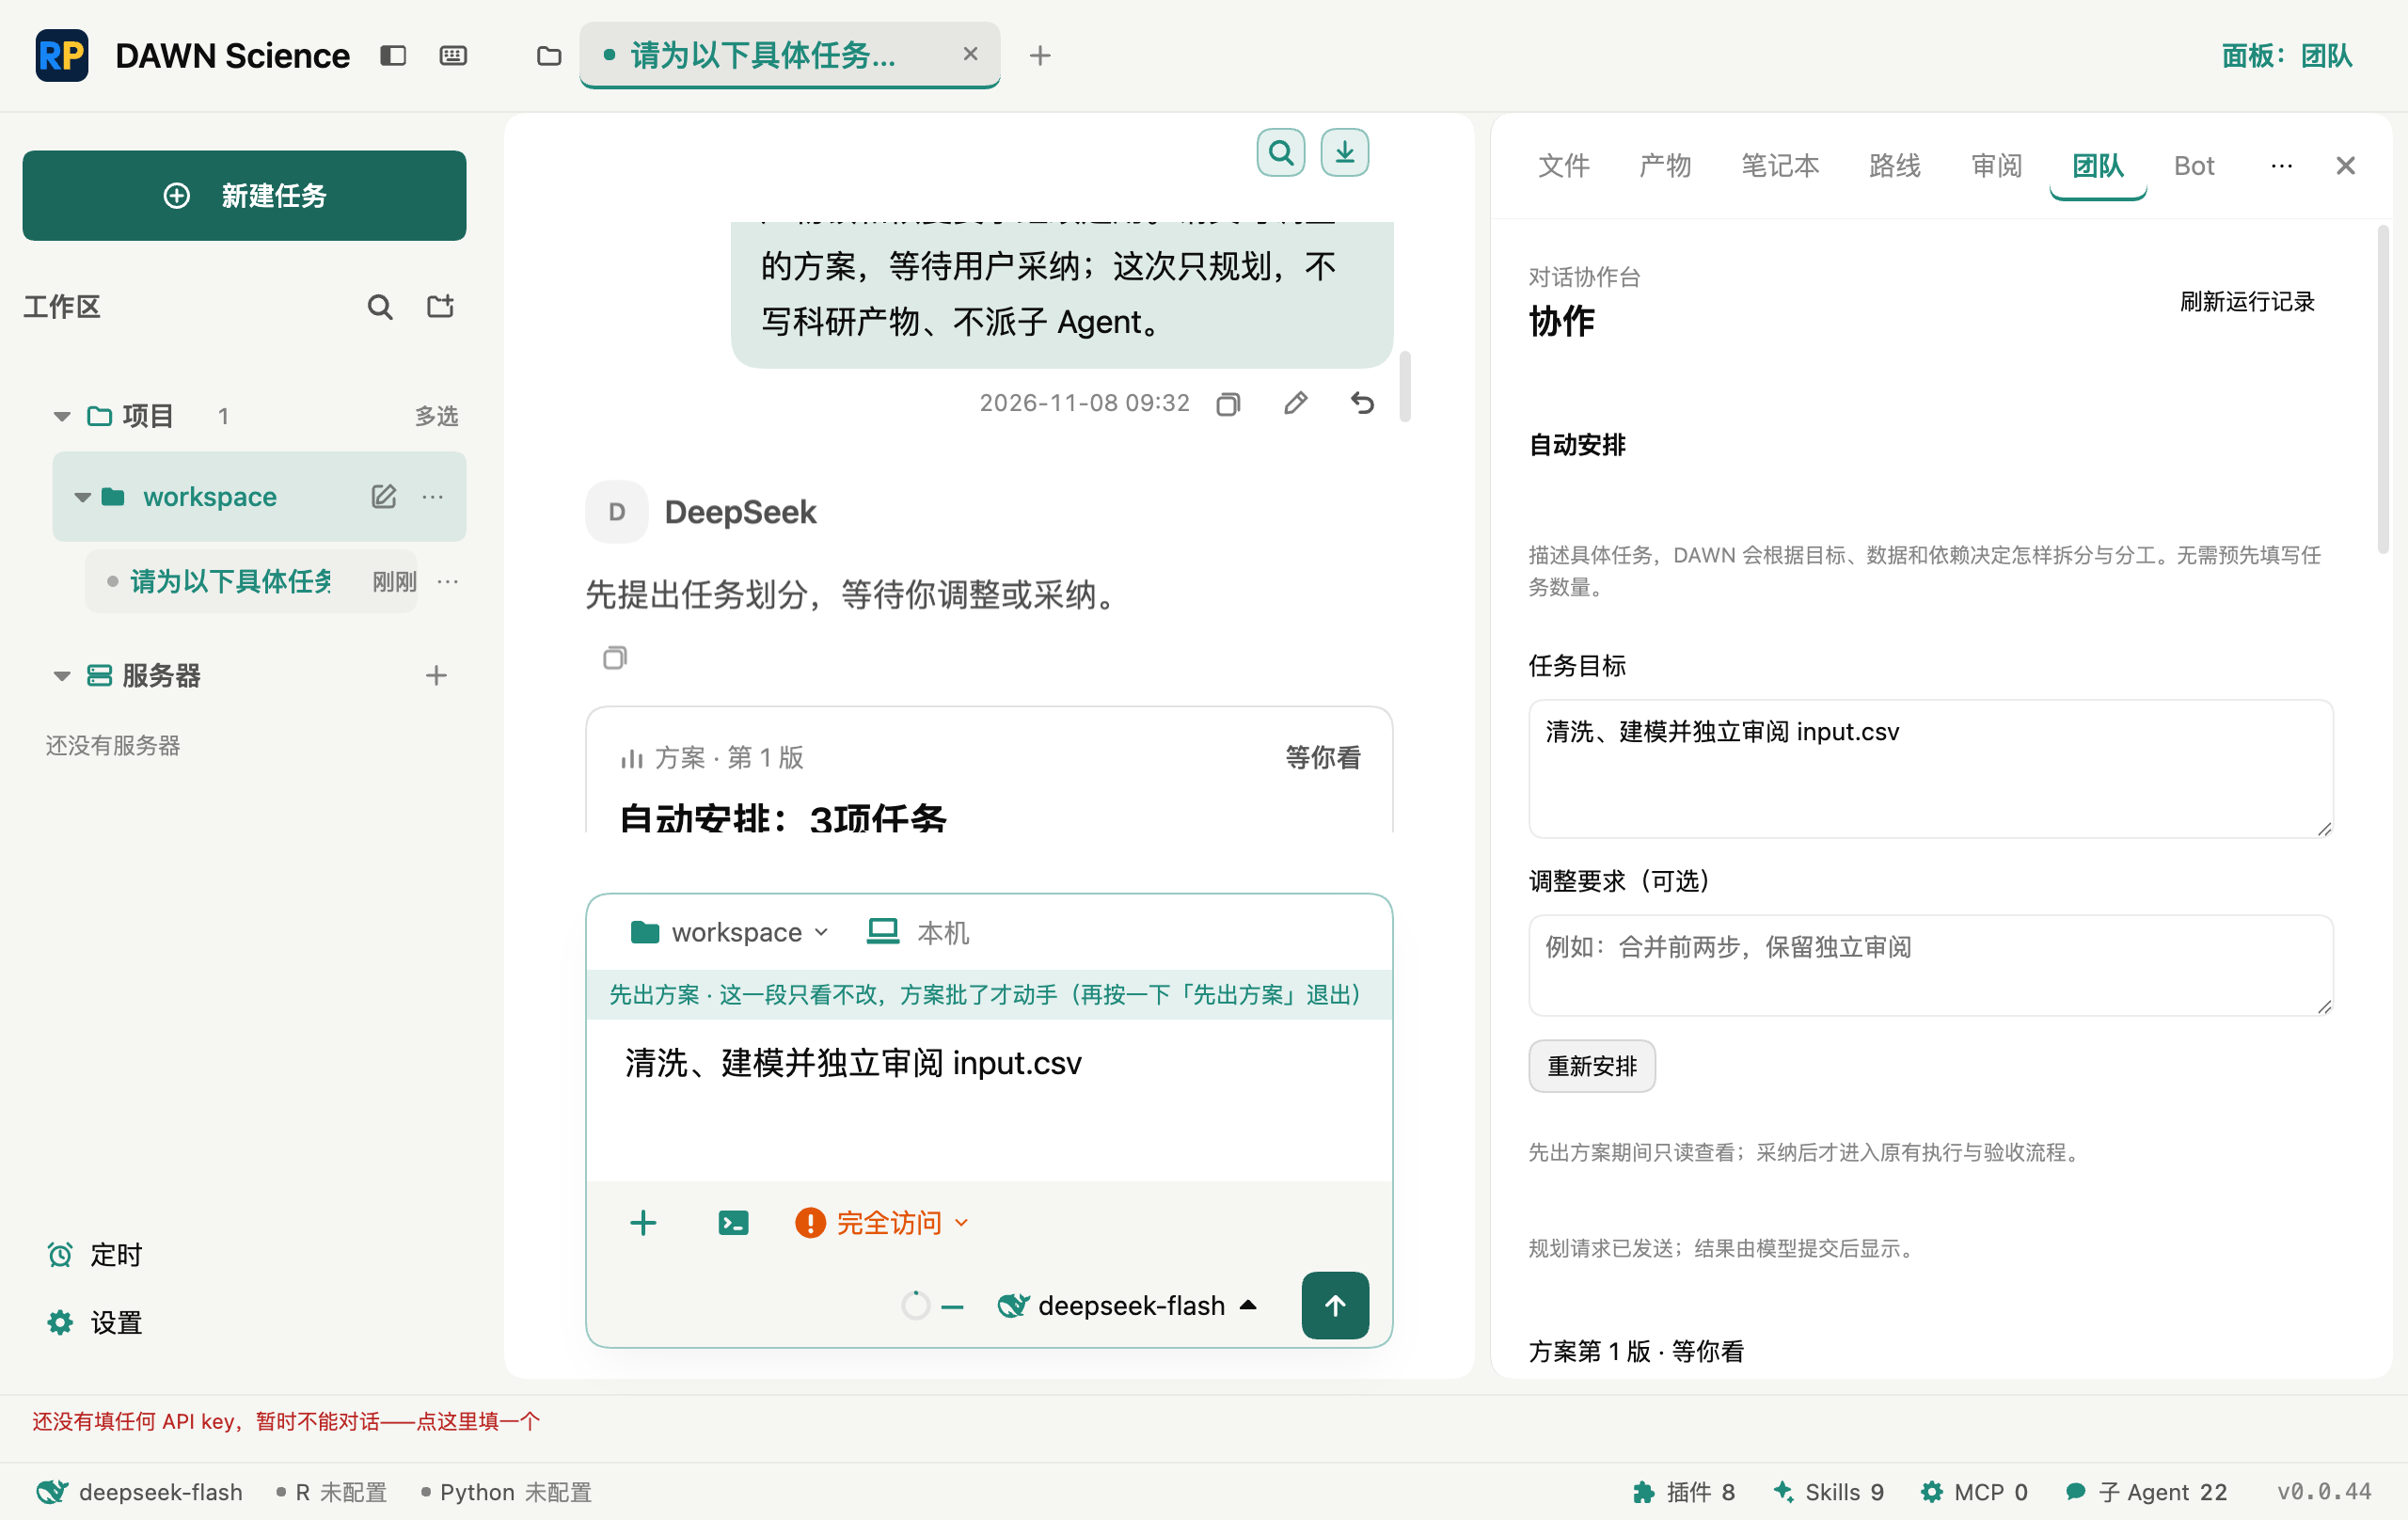 RP DAWN Science
请为以下具体任务...
面板：团队
新建任务
工作区
项目 1 多选
workspace
请为以下具体任务 刚刚
服务器
还没有服务器
定时
设置
的方案，等待用户采纳；这次只规划，不
写科研产物、不派子 Agent。
2026-11-08 09:32
D DeepSeek
先提出任务划分，等待你调整或采纳。
方案 · 第 1 版 等你看
自动安排：3项任务
workspace 本机
先出方案 · 这一段只看不改，方案批了才动手（再按一下「先出方案」退出）
清洗、建模并独立审阅 input.csv
完全访问
deepseek-flash
文件 产物 笔记本 路线 审阅 团队 Bot
对话协作台
协作
刷新运行记录
自动安排
描述具体任务，DAWN 会根据目标、数据和依赖决定怎样拆分与分工。无需预先填写任
务数量。
任务目标
清洗、建模并独立审阅 input.csv
调整要求（可选）
例如：合并前两步，保留独立审阅
重新安排
先出方案期间只读查看；采纳后才进入原有执行与验收流程。
规划请求已发送；结果由模型提交后显示。
方案第 1 版 · 等你看
还没有填任何 API key，暂时不能对话——点这里填一个
deepseek-flash R 未配置 Python 未配置
插件 8 Skills 9 MCP 0 子 Agent 22 v0.0.44